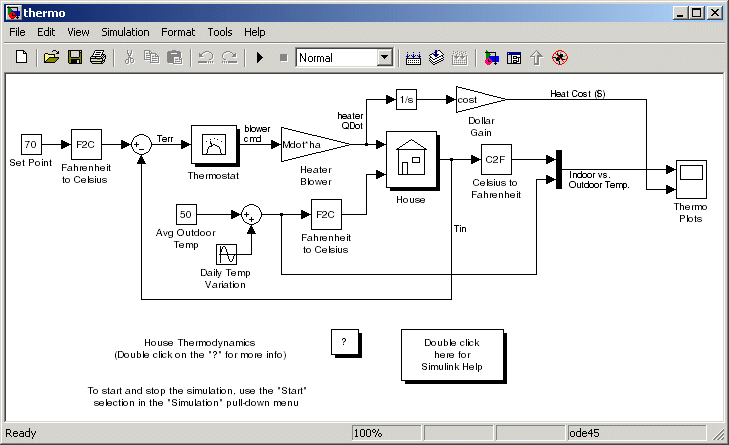 thermo
File Edit View Simulation Format Tools Help
Normal
1/s
cost
Heat Cost ($)
Dollar
Gain
heater
QDot
70
Set Point
F2C
Fahrenheit
to Celsius
Terr
Thermostat
blower
cmd
Mdot*ha
Heater
Blower
House
C2F
Celsius to
Fahrenheit
Indoor vs.
Outdoor Temp.
Thermo
Plots
50
Avg Outdoor
Temp
F2C
Fahrenheit
to Celsius
Tin
Daily Temp
Variation
House Thermodynamics
(Double click on the "?" for more info)
?
Double click
here for
Simulink Help
To start and stop the simulation, use the "Start"
selection in the "Simulation" pull-down menu
Ready
100%
ode45